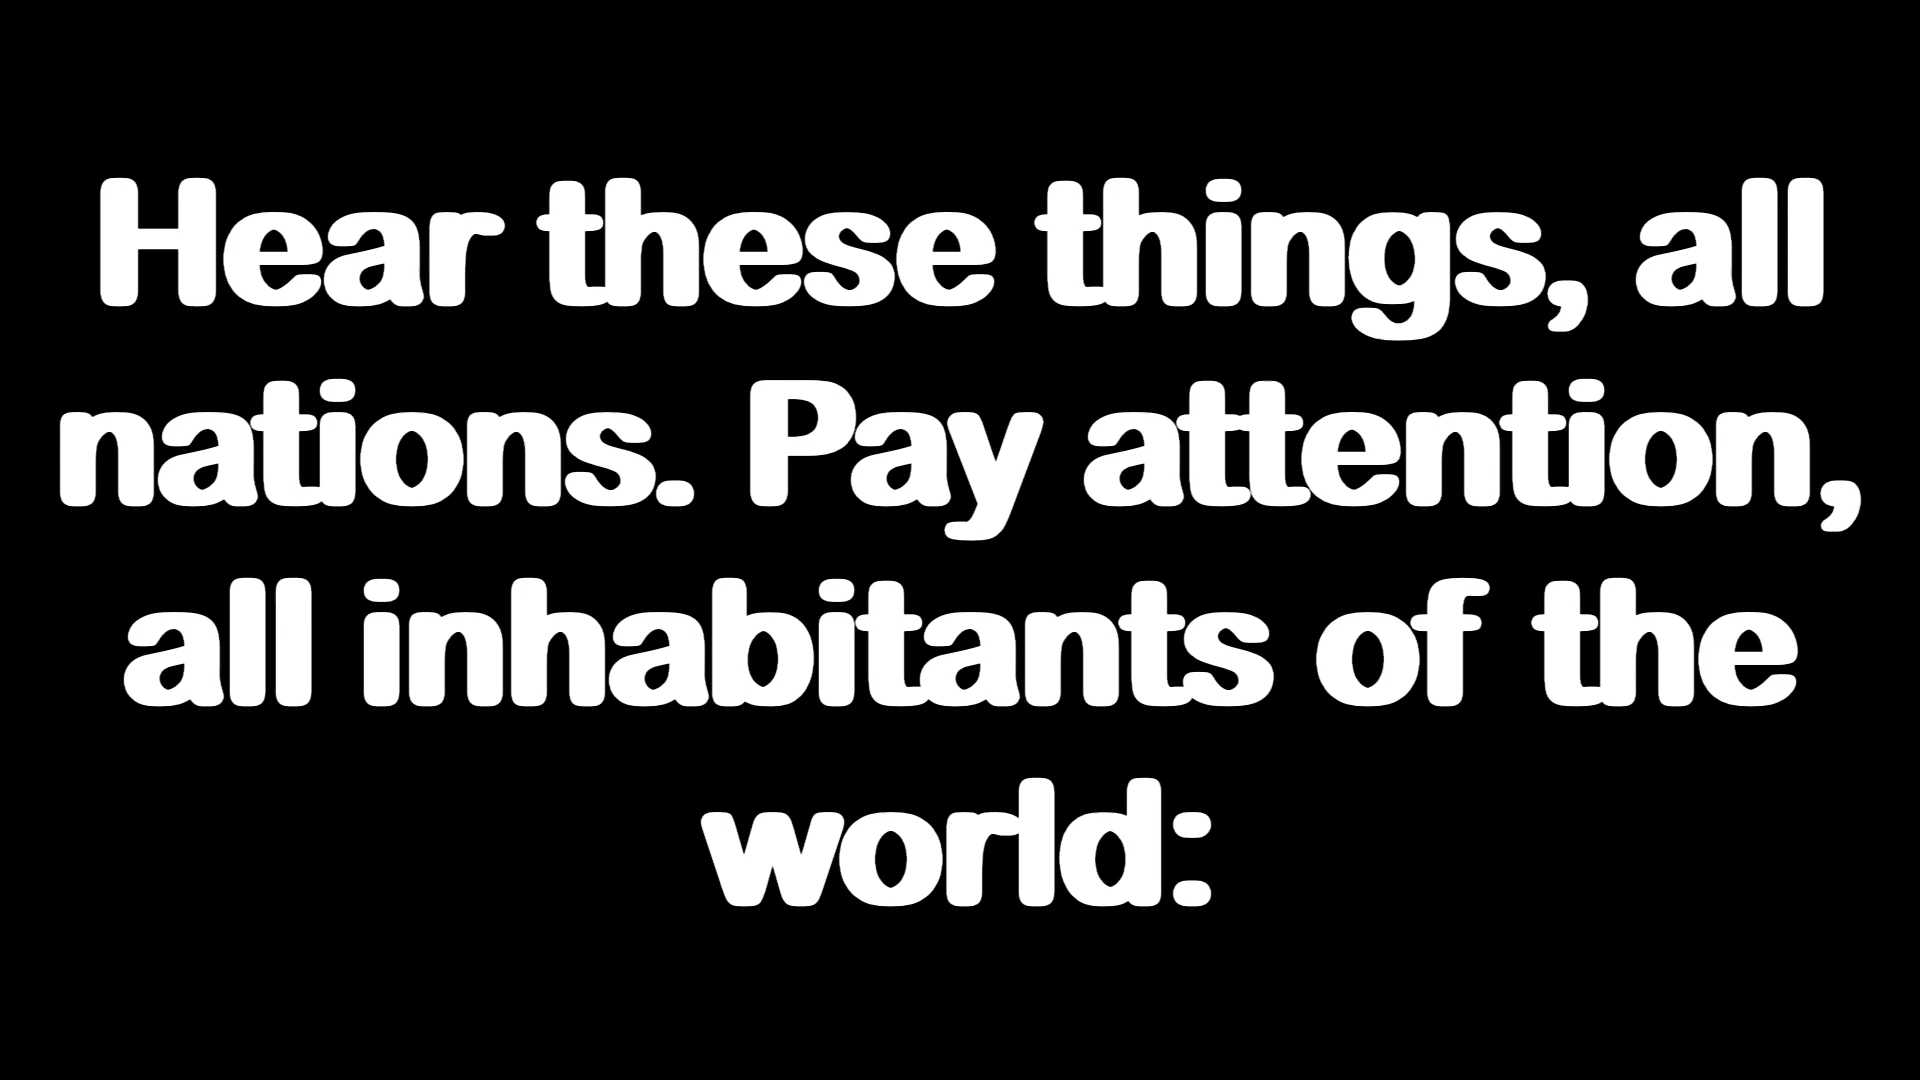 Hear these things, all
nations. Pay attention,
all inhabitants of the
world: